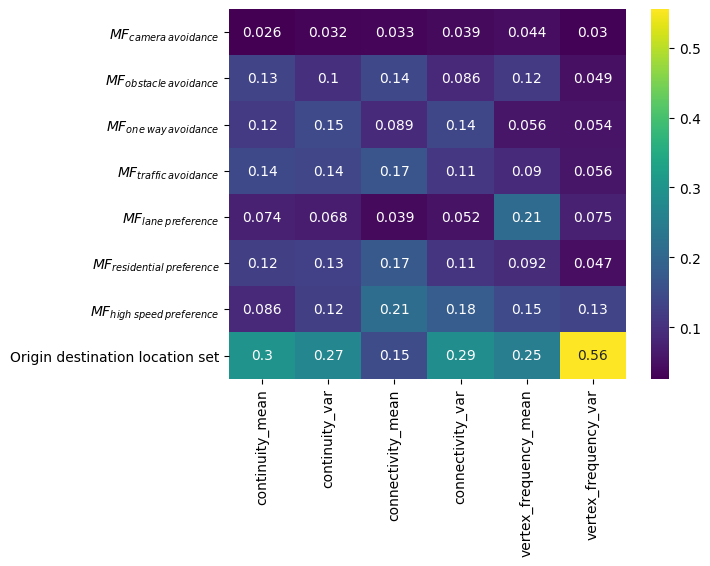 MF camera avoidance 0.026 0.032 0.033 0.039 0.044 0.03
MF obstacle avoidance 0.13 0.1 0.14 0.086 0.12 0.049
MF one way avoidance 0.12 0.15 0.089 0.14 0.056 0.054
MF traffic avoidance 0.14 0.14 0.17 0.11 0.09 0.056
MF lane preference 0.074 0.068 0.039 0.052 0.21 0.075
MF residential preference 0.12 0.13 0.17 0.11 0.092 0.047
MF high speed preference 0.086 0.12 0.21 0.18 0.15 0.13
Origin destination location set 0.3 0.27 0.15 0.29 0.25 0.56
continuity_mean
continuity_var
connectivity_mean
connectivity_var
vertex_frequency_mean
vertex_frequency_var
0.5
0.4
0.3
0.2
0.1